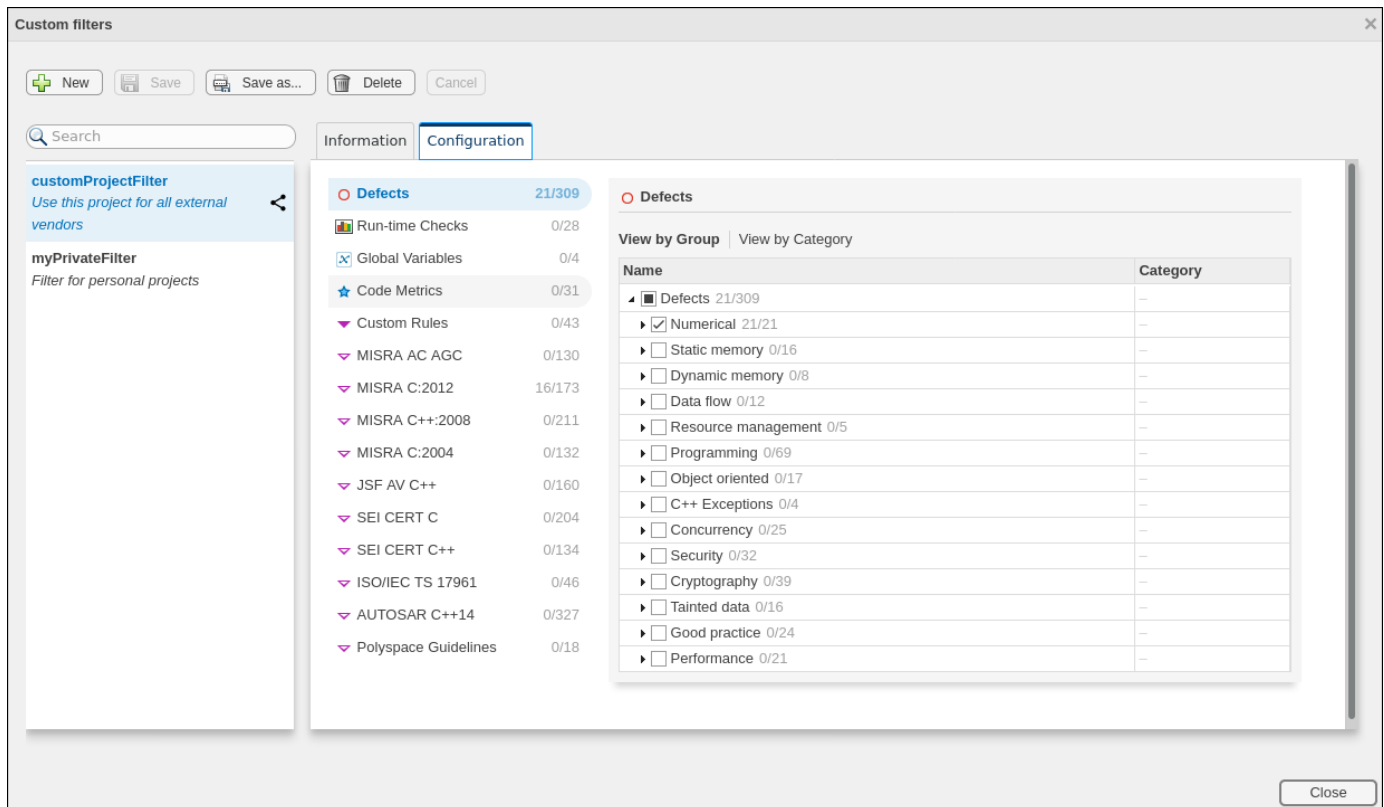 Custom filters
New Save Save as... Delete Cancel
Search
Information Configuration
customProjectFilter
Use this project for all external
vendors
myPrivateFilter
Filter for personal projects
Defects 21/309
Run-time Checks 0/28
Global Variables 0/4
Code Metrics 0/31
Custom Rules 0/43
MISRA AC AGC 0/130
MISRA C:2012 16/173
MISRA C++:2008 0/211
MISRA C:2004 0/132
JSF AV C++ 0/160
SEI CERT C 0/204
SEI CERT C++ 0/134
ISO/IEC TS 17961 0/46
AUTOSAR C++14 0/327
Polyspace Guidelines 0/18
Defects
View by Group View by Category
Name Category
Defects 21/309 –
Numerical 21/21 –
Static memory 0/16 –
Dynamic memory 0/8 –
Data flow 0/12 –
Resource management 0/5 –
Programming 0/69 –
Object oriented 0/17 –
C++ Exceptions 0/4 –
Concurrency 0/25 –
Security 0/32 –
Cryptography 0/39 –
Tainted data 0/16 –
Good practice 0/24 –
Performance 0/21 –
Close